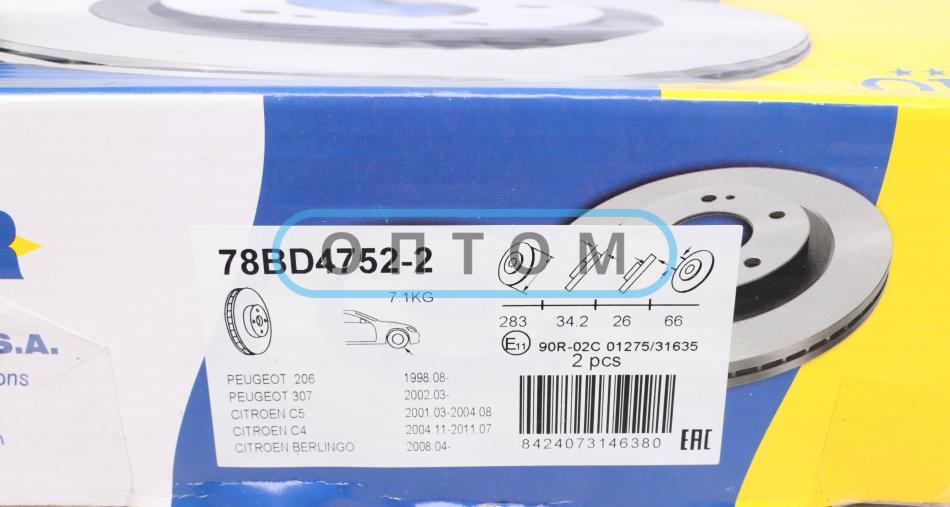 78BD4752-2
ОПТОМ
7.1KG
283 34.2 26 66
E11 90R-02C 01275/31635
2 pcs
PEUGEOT 206 1998.08-
PEUGEOT 307 2002.03-
CITROEN C5 2001.03-2004.08
CITROEN C4 2004.11-2011.07
CITROEN BERLINGO 2008.04-
8424073146380
EAC
R
S.A.